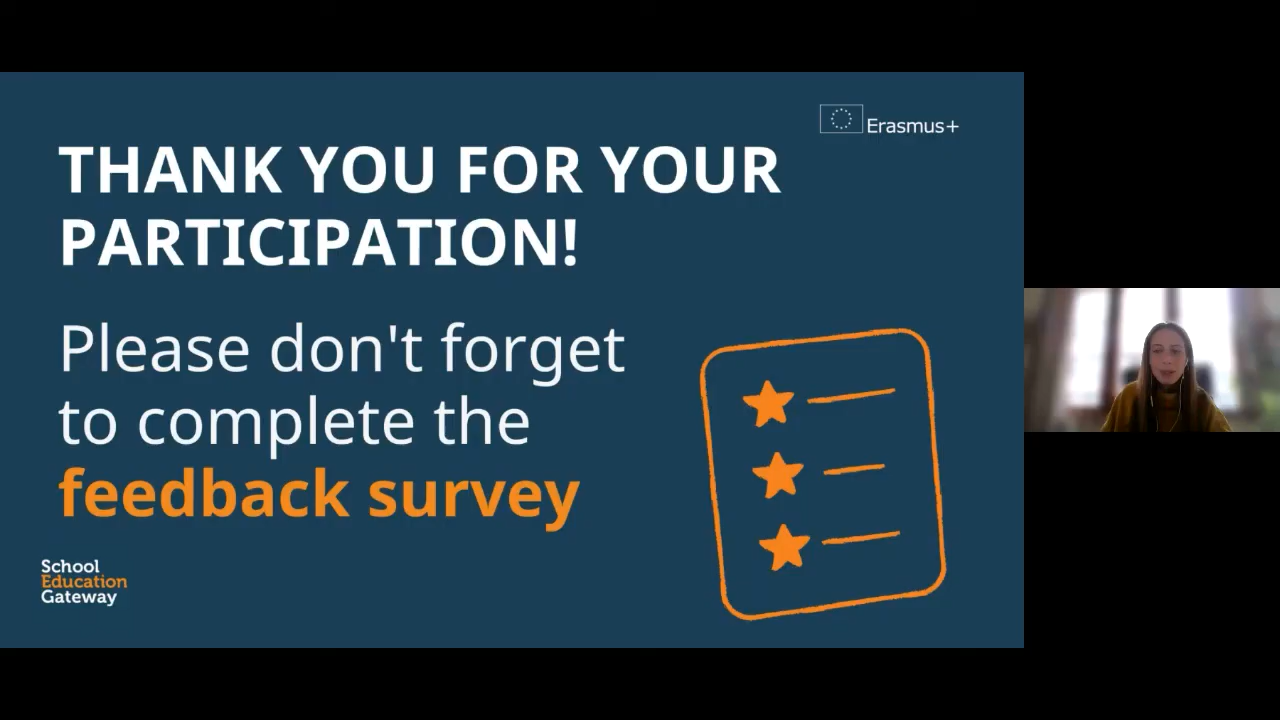 Erasmus+
THANK YOU FOR YOUR
PARTICIPATION!
Please don't forget
to complete the
feedback survey
School
Education
Gateway